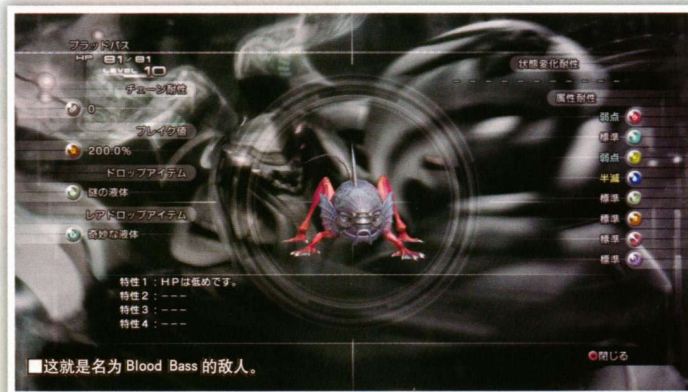 ブラッドバス
HP 81/81
LEVEL 10
チェーン耐性
0
ブレイク値
200.0%
ドロップアイテム
謎の液体
レアドロップアイテム
奇妙な液体
状態変化耐性
----------
属性耐性
弱点
標準
弱点
半減
標準
標準
標準
標準
特性1:HPは低めです。
特性2:---
特性3:---
特性4:---
閉じる
■这就是名为 Blood Bass 的敌人。